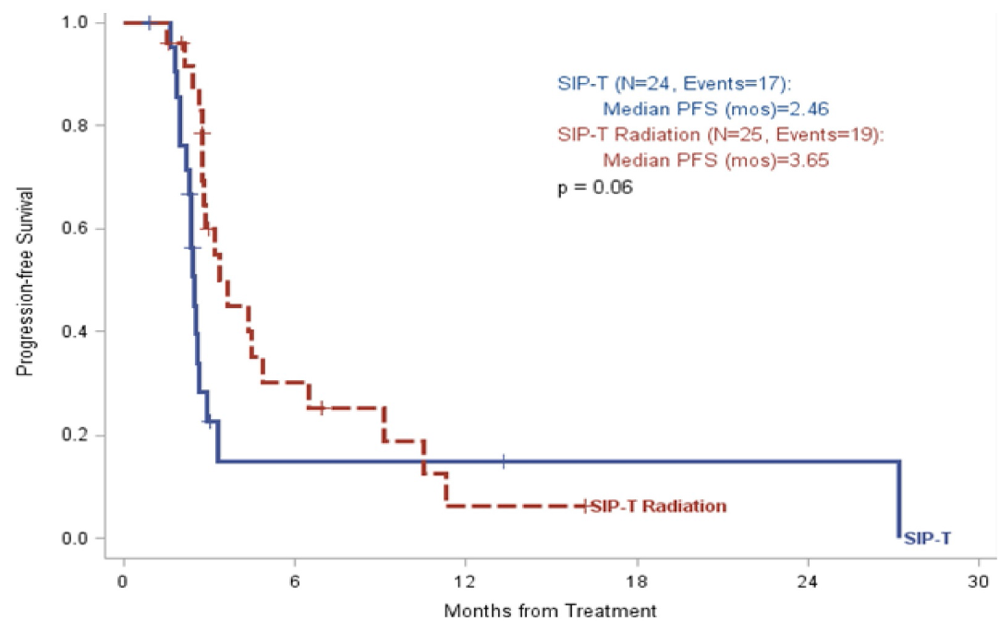 1.0
0.8
0.6
0.4
0.2
0.0
Progression-free Survival
SIP-T (N=24, Events=17):
Median PFS (mos)=2.46
SIP-T Radiation (N=25, Events=19):
Median PFS (mos)=3.65
p = 0.06
SIP-T Radiation
SIP-T
0 6 12 18 24 30
Months from Treatment